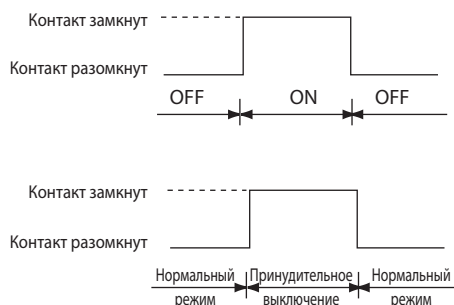 Контакт замкнут
Контакт разомкнут
OFF ON OFF
Контакт замкнут
Контакт разомкнут
Нормальный Принудительное Нормальный
режим выключение режим